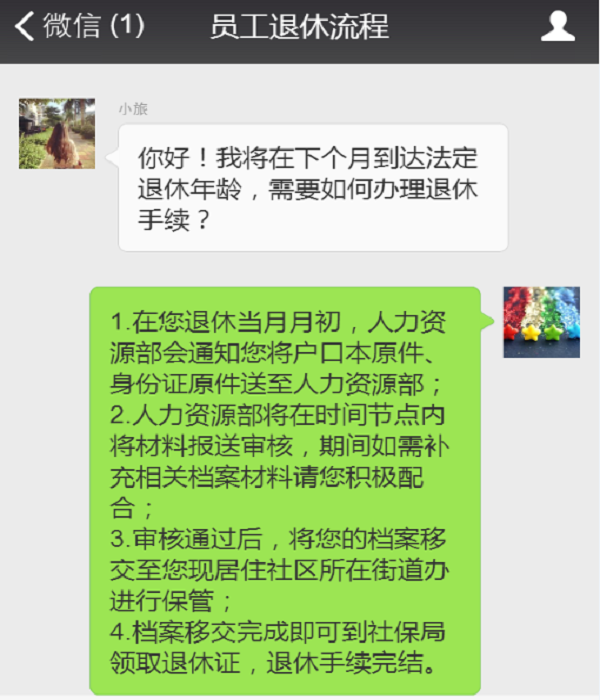 微信 (1)
员工退休流程
小旅
你好！我将在下个月到达法定
退休年龄，需要如何办理退休
手续？
1.在您退休当月月初，人力资
源部会通知您将户口本原件、
身份证原件送至人力资源部；
2.人力资源部将在时间节点内
将材料报送审核，期间如需补
充相关档案材料请您积极配
合；
3.审核通过后，将您的档案移
交至您现居住社区所在街道办
进行保管；
4.档案移交完成即可到社保局
领取退休证，退休手续完结。